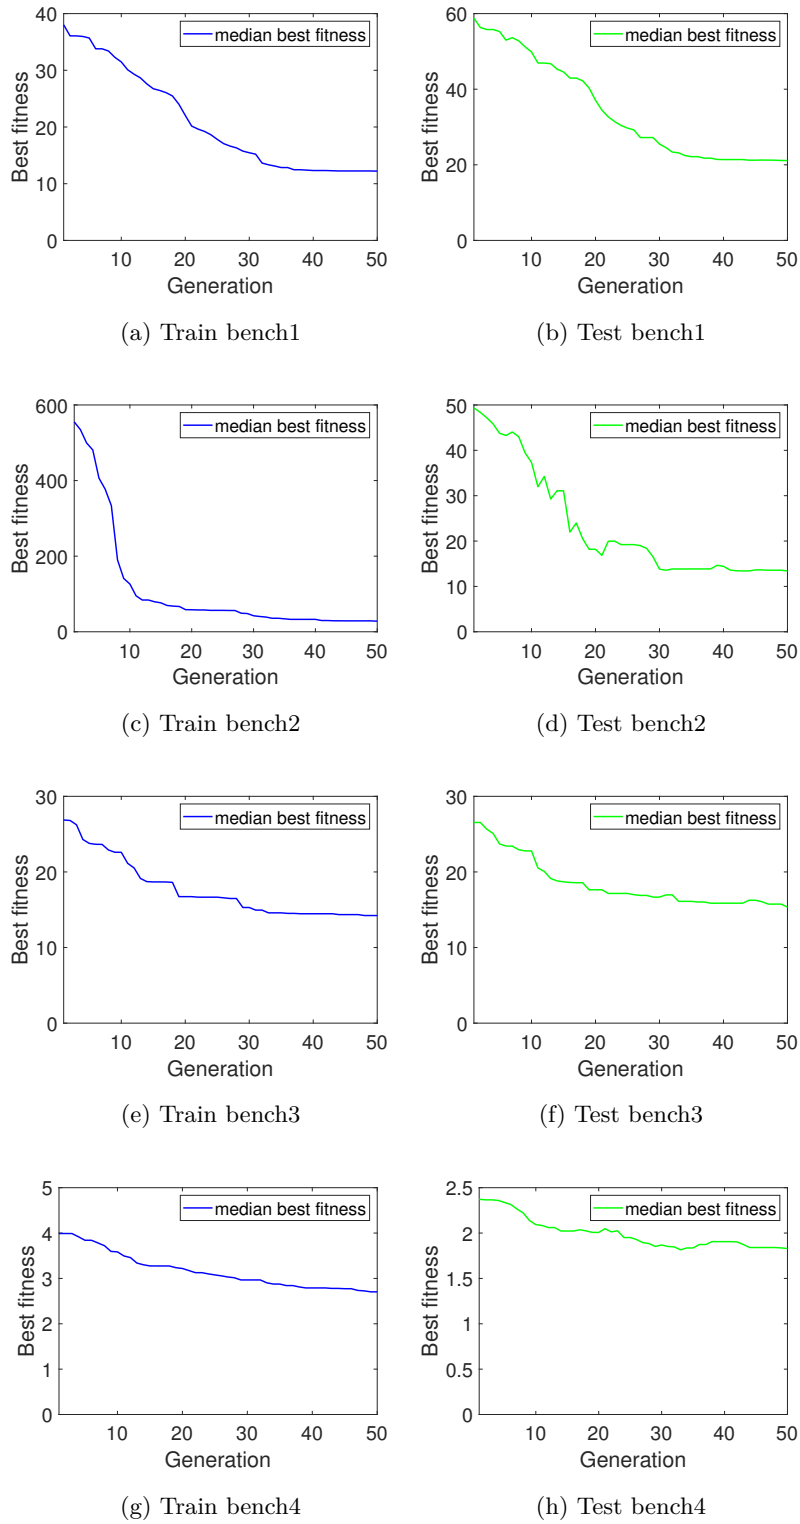 40
30
20
10
0
Best fitness
median best fitness
10 20 30 40 50
Generation
(a) Train bench1
60
40
20
0
Best fitness
median best fitness
10 20 30 40 50
Generation
(b) Test bench1
600
400
200
0
Best fitness
median best fitness
10 20 30 40 50
Generation
(c) Train bench2
50
40
30
20
10
0
Best fitness
median best fitness
10 20 30 40 50
Generation
(d) Test bench2
30
20
10
0
Best fitness
median best fitness
10 20 30 40 50
Generation
(e) Train bench3
30
20
10
0
Best fitness
median best fitness
10 20 30 40 50
Generation
(f) Test bench3
5
4
3
2
1
0
Best fitness
median best fitness
10 20 30 40 50
Generation
(g) Train bench4
2.5
2
1.5
1
0.5
0
Best fitness
median best fitness
10 20 30 40 50
Generation
(h) Test bench4